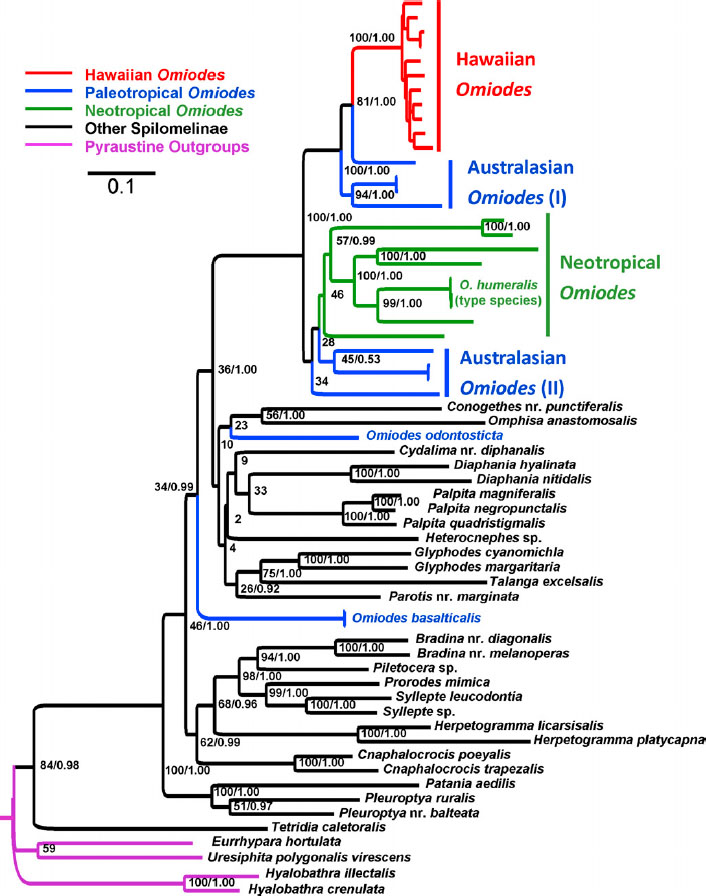 Hawaiian Omiodes
Paleotropical Omiodes
Neotropical Omiodes
Other Spilomelinae
Pyraustine Outgroups
0.1
100/1.00
Hawaiian
Omiodes
81/1.00
100/1.00
94/1.00
Australasian
Omiodes (I)
100/1.00
100/1.00
57/0.99
100/1.00
100/1.00
46
99/1.00
O. humeralis
(type species)
Neotropical
Omiodes
28
45/0.53
34
Australasian
Omiodes (II)
36/1.00
Conogethes nr. punctiferalis
56/1.00
Omphisa anastomosalis
23
Omiodes odontosticta
10
Cydalima nr. diphanalis
9
Diaphania hyalinata
100/1.00
Diaphania nitidalis
33
34/0.99
Palpita magniferalis
100/1.00
Palpita negropunctalis
100/1.00
Palpita quadristigmalis
2
Heterocnephes sp.
4
Glyphodes cyanomichla
100/1.00
Glyphodes margaritaria
75/1.00
Talanga excelsalis
26/0.92
Parotis nr. marginata
Omiodes basalticalis
46/1.00
Bradina nr. diagonalis
100/1.00
Bradina nr. melanoperas
94/1.00
Piletocera sp.
98/1.00
Prorodes mimica
99/1.00
Syllepte leucodontia
100/1.00
Syllepte sp.
68/0.96
Herpetogramma licarsisalis
100/1.00
Herpetogramma platycapna
62/0.99
Cnaphalocrocis poeyalis
100/1.00
Cnaphalocrocis trapezalis
84/0.98
100/1.00
Patania aedilis
100/1.00
Pleuroptya ruralis
51/0.97
Pleuroptya nr. balteata
Tetridia caletoralis
Eurrhypara hortulata
59
Uresiphita polygonalis virescens
Hyalobathra illectalis
100/1.00
Hyalobathra crenulata